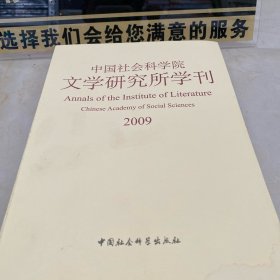 选择我们会给您满意的服务
中国社会科学院
文学研究所学刊
Annals of the Institute of Literature
Chinese Academy of Social Sciences
2009
中国社会科学出版社